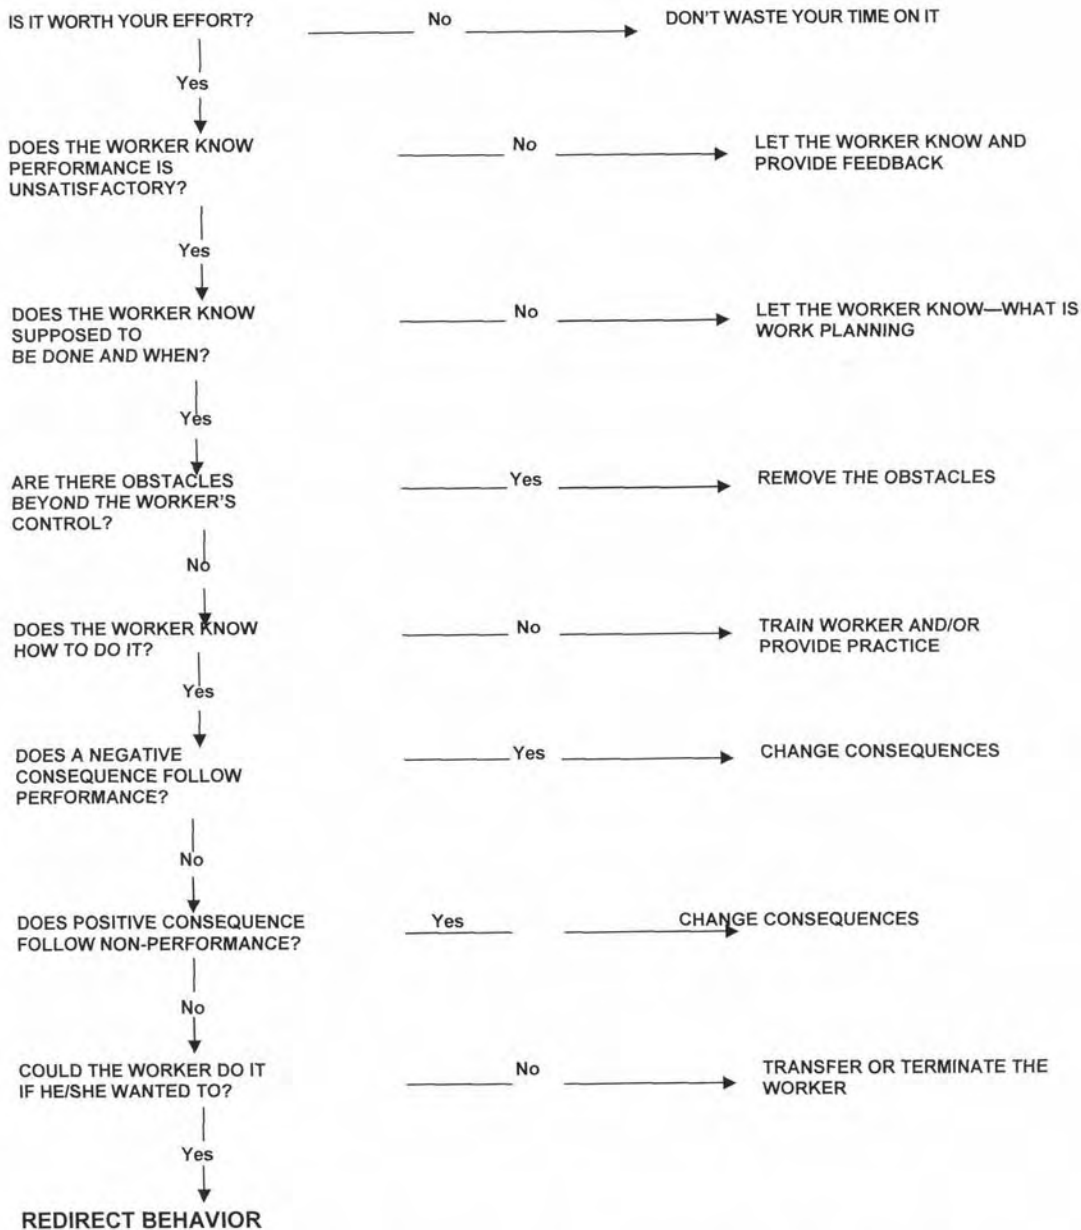 IS IT WORTH YOUR EFFORT?
No
DON'T WASTE YOUR TIME ON IT
Yes
DOES THE WORKER KNOW
PERFORMANCE IS
UNSATISFACTORY?
No
LET THE WORKER KNOW AND
PROVIDE FEEDBACK
Yes
DOES THE WORKER KNOW
SUPPOSED TO
BE DONE AND WHEN?
No
LET THE WORKER KNOW—WHAT IS
WORK PLANNING
Yes
ARE THERE OBSTACLES
BEYOND THE WORKER'S
CONTROL?
Yes
REMOVE THE OBSTACLES
No
DOES THE WORKER KNOW
HOW TO DO IT?
No
TRAIN WORKER AND/OR
PROVIDE PRACTICE
Yes
DOES A NEGATIVE
CONSEQUENCE FOLLOW
PERFORMANCE?
Yes
CHANGE CONSEQUENCES
No
DOES POSITIVE CONSEQUENCE
FOLLOW NON-PERFORMANCE?
Yes
CHANGE CONSEQUENCES
No
COULD THE WORKER DO IT
IF HE/SHE WANTED TO?
No
TRANSFER OR TERMINATE THE
WORKER
Yes
REDIRECT BEHAVIOR